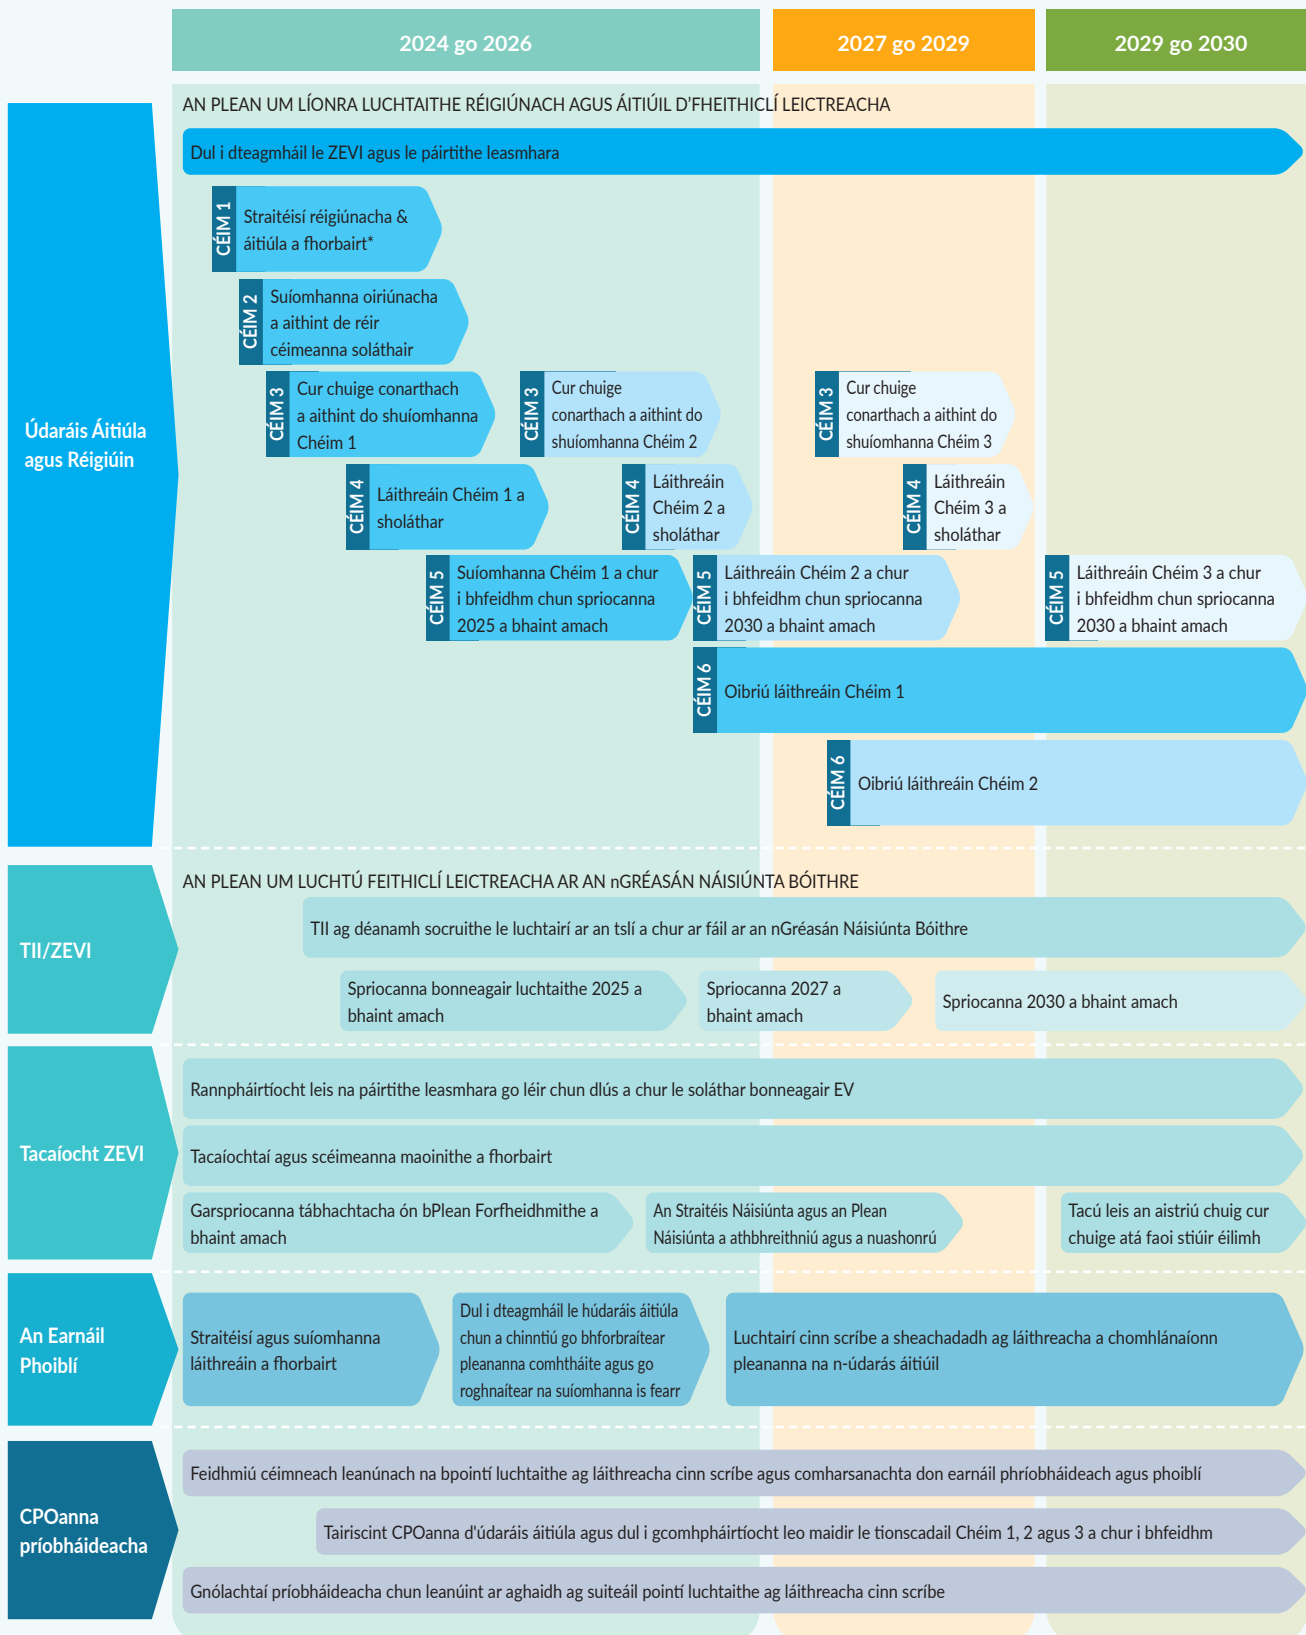 2024 go 2026
2027 go 2029
2029 go 2030
Údaráis Áitiúla
agus Réigiúin
AN PLEAN UM LÍONRA LUCHTAITHE RÉIGIÚNACH AGUS ÁITIÚIL D’FHEITHICLÍ LEICTREACHA
Dul i dteagmháil le ZEVI agus le páirtithe leasmhara
CÉIM 1
Straitéisí réigiúnacha &
áitiúla a fhorbairt*
CÉIM 2
Suíomhanna oiriúnacha
a aithint de réir
céimeanna soláthair
CÉIM 3
Cur chuige conarthach
a aithint do shuíomhanna
Chéim 1
CÉIM 3
Cur chuige
conarthach a aithint do
shuíomhanna Chéim 2
CÉIM 3
Cur chuige
conarthach a aithint do
shuíomhanna Chéim 3
CÉIM 4
Láithreáin Chéim 1 a
sholáthar
CÉIM 4
Láithreáin
Chéim 2 a
sholáthar
CÉIM 4
Láithreáin
Chéim 3 a
sholáthar
CÉIM 5
Suíomhanna Chéim 1 a chur
i bhfeidhm chun spriocanna
2025 a bhaint amach
CÉIM 5
Láithreáin Chéim 2 a chur
i bhfeidhm chun spriocanna
2030 a bhaint amach
CÉIM 5
Láithreáin Chéim 3 a chur
i bhfeidhm chun spriocanna
2030 a bhaint amach
CÉIM 6
Oibriú láithreáin Chéim 1
CÉIM 6
Oibriú láithreáin Chéim 2
TII/ZEVI
AN PLEAN UM LUCHTÚ FEITHICLÍ LEICTREACHA AR AN nGRÉASÁN NÁISIÚNTA BÓITHRE
TII ag déanamh socruithe le luchtairí ar an tslí a chur ar fáil ar an nGréasán Náisiúnta Bóithre
Spriocanna bonneagair luchtaithe 2025 a
bhaint amach
Spriocanna 2027 a
bhaint amach
Spriocanna 2030 a bhaint amach
Tacaíocht ZEVI
Rannpháirtíocht leis na páirtithe leasmhara go léir chun dlús a chur le soláthar bonneagair EV
Tacaíochtaí agus scéimeanna maoinithe a fhorbairt
Garspriocanna tábhachtacha ón bPlean Forfheidhmithe a
bhaint amach
An Straitéis Náisiúnta agus an Plean
Náisiúnta a athbhreithniú agus a nuashonrú
Tacú leis an aistriú chuig cur
chuige atá faoi stiúir éilimh
An Earnáil
Phoiblí
Straitéisí agus suíomhanna
láithreáin a fhorbairt
Dul i dteagmháil le húdaráis áitiúla
chun a chinntiú go bhforbraítear
pleananna comhtháite agus go
roghnaítear na suíomhanna is fearr
Luchtairí cinn scríbe a sheachadadh ag láithreacha a chomhlánaíonn
pleananna na n-údarás áitiúil
CPOanna
príobháideacha
Feidhmiú céimneach leanúnach na bpointí luchtaithe ag láithreacha cinn scríbe agus comharsanachta don earnáil phríobháideach agus phoiblí
Tairiscint CPOanna d'údaráis áitiúla agus dul i gcomhpháirtíocht leo maidir le tionscadail Chéim 1, 2 agus 3 a chur i bhfeidhm
Gnólachtaí príobháideacha chun leanúint ar aghaidh ag suiteáil pointí luchtaithe ag láithreacha cinn scríbe